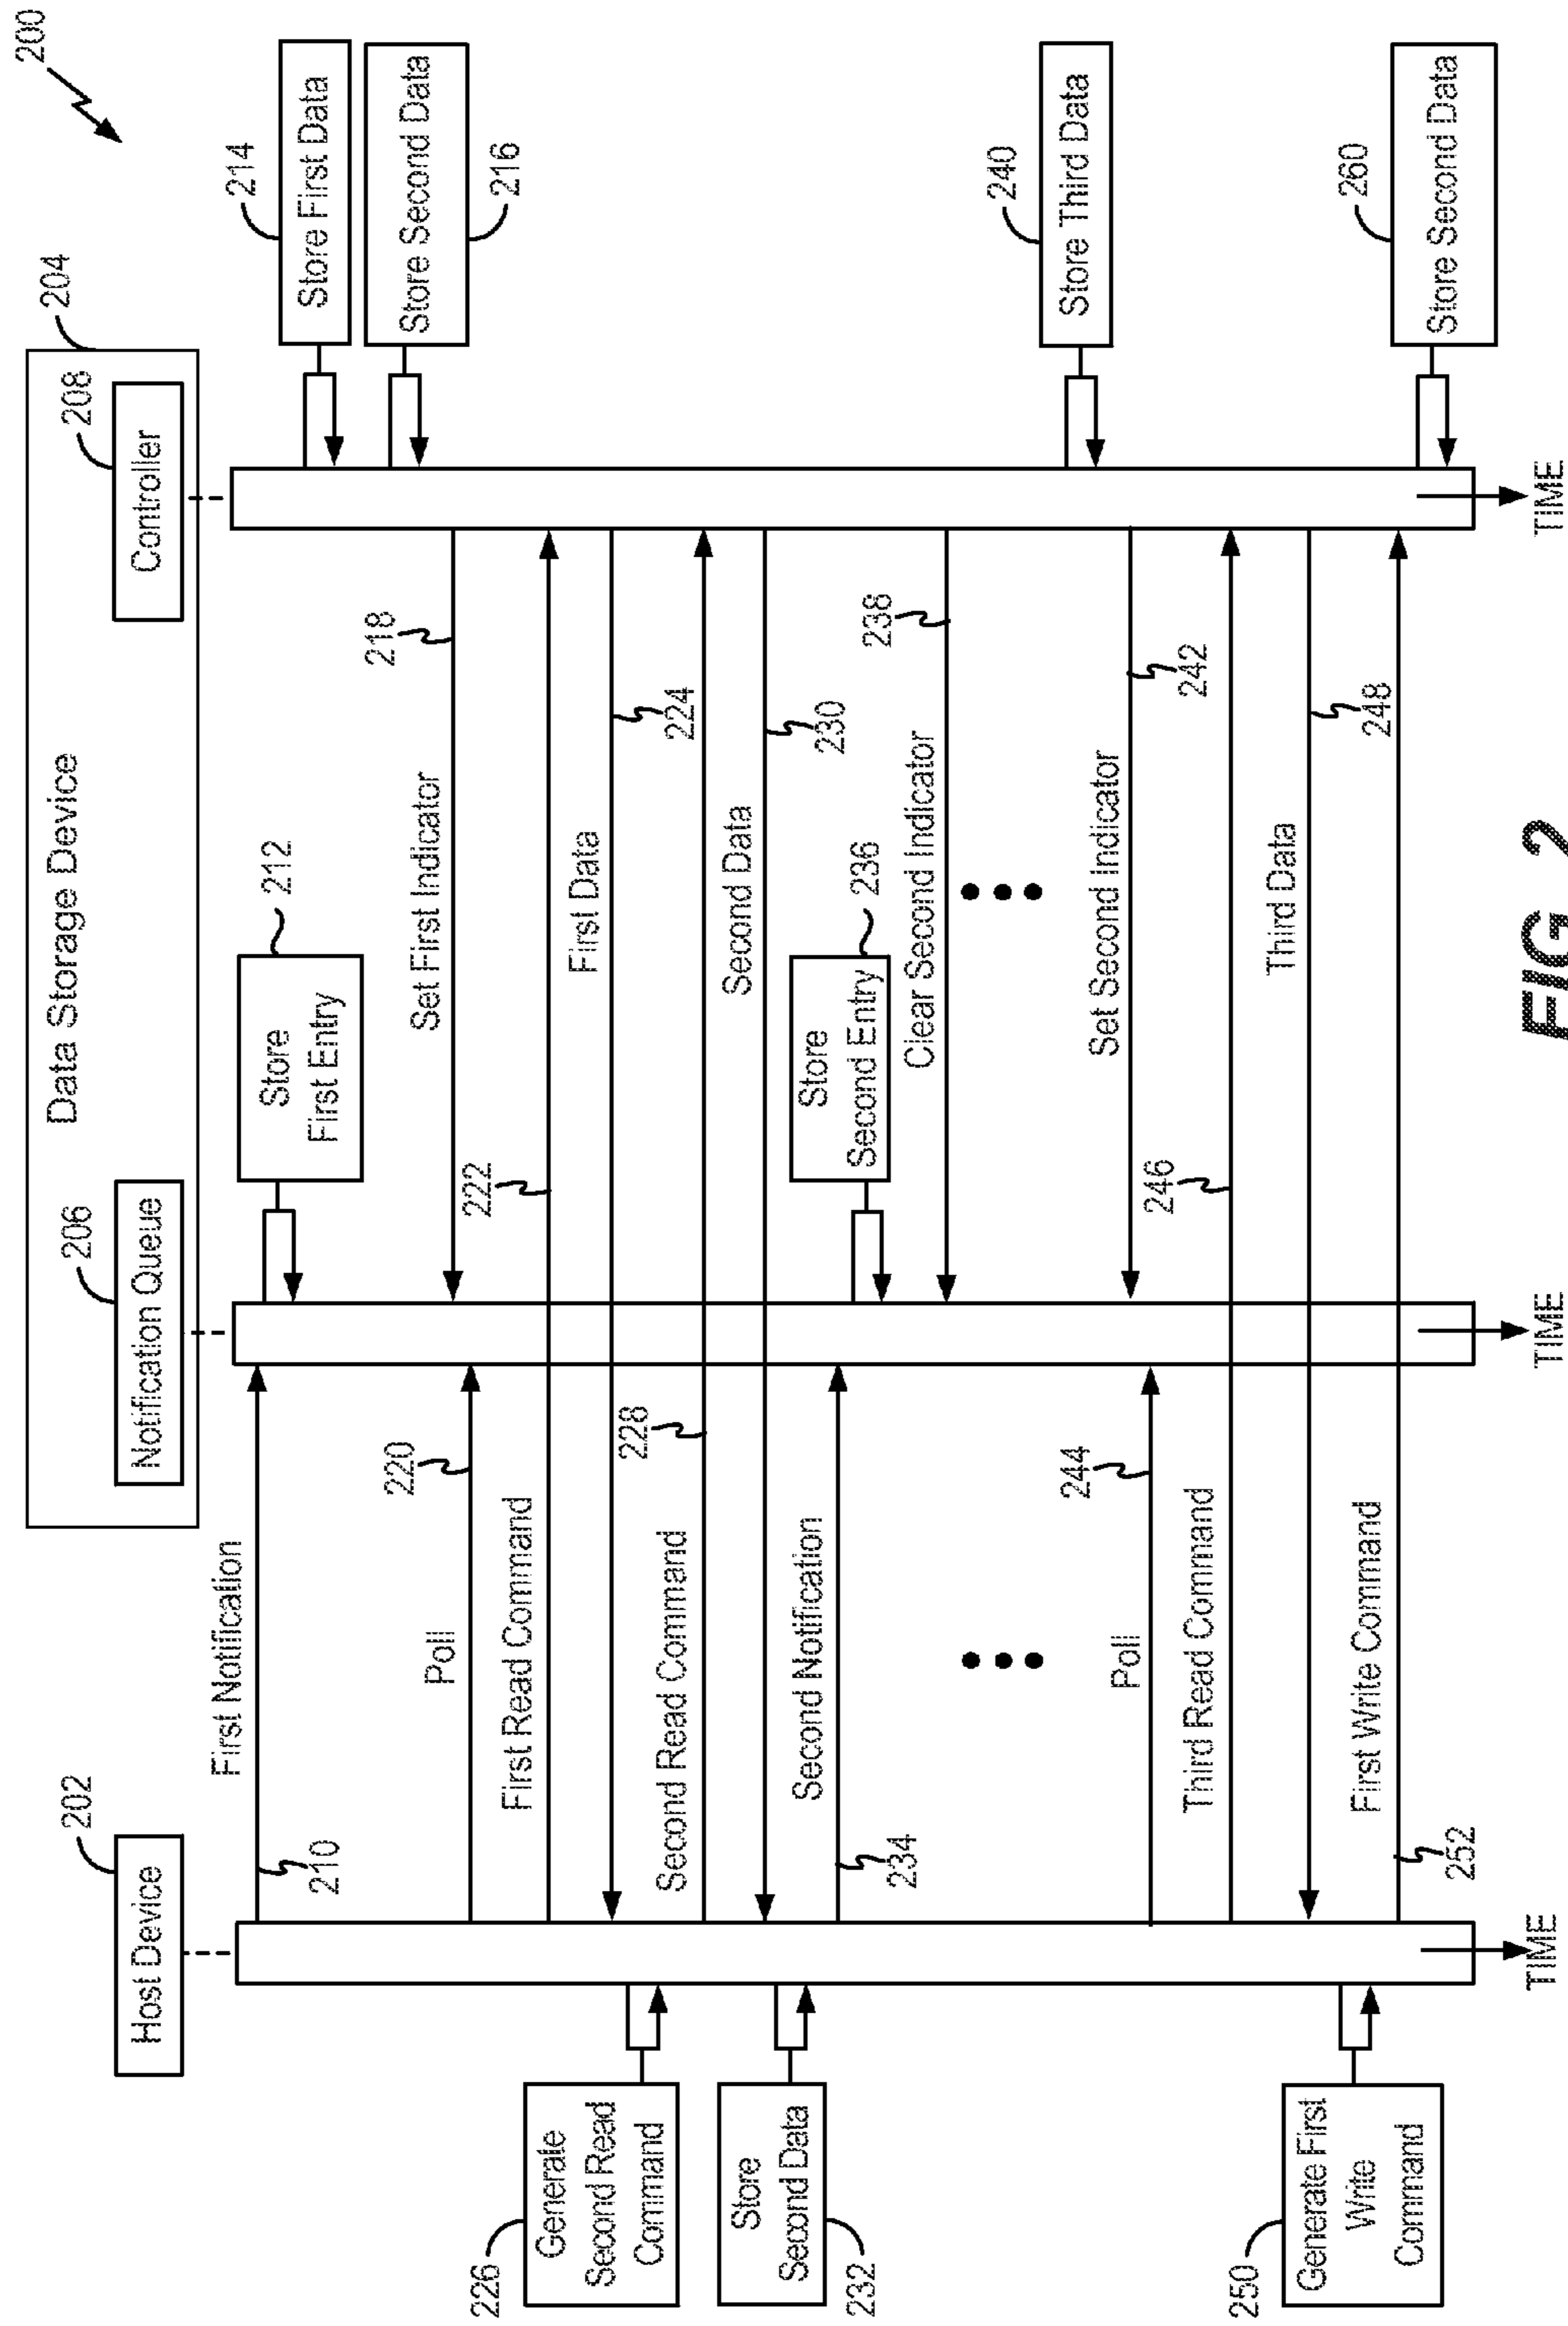 200
Data Storage Device
204
Host Device
202
Notification Queue
206
Controller
208
First Notification
210
Store
First Entry
212
Store First Data
214
Store Second Data
216
Set First Indicator
218
Poll
220
First Read Command
222
First Data
224
Generate
Second Read
Command
226
Second Read Command
228
Second Data
230
Store
Second Data
232
Second Notification
234
Store
Second Entry
236
Clear Second Indicator
238
Store Third Data
240
Set Second Indicator
242
Poll
244
Third Read Command
246
Third Data
248
Generate First
Write
Command
250
First Write Command
252
Store Second Data
260
TIME
TIME
TIME
FIG 2